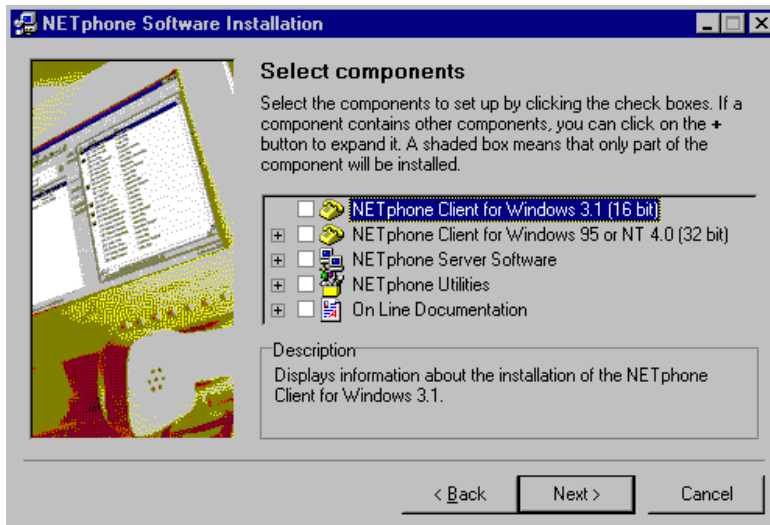 NETphone Software Installation
Select components
Select the components to set up by clicking the check boxes. If a
component contains other components, you can click on the +
button to expand it. A shaded box means that only part of the
component will be installed.
NETphone Client for Windows 3.1 (16 bit)
NETphone Client for Windows 95 or NT 4.0 (32 bit)
NETphone Server Software
NETphone Utilities
On Line Documentation
Description
Displays information about the installation of the NETphone
Client for Windows 3.1.
< Back
Next >
Cancel